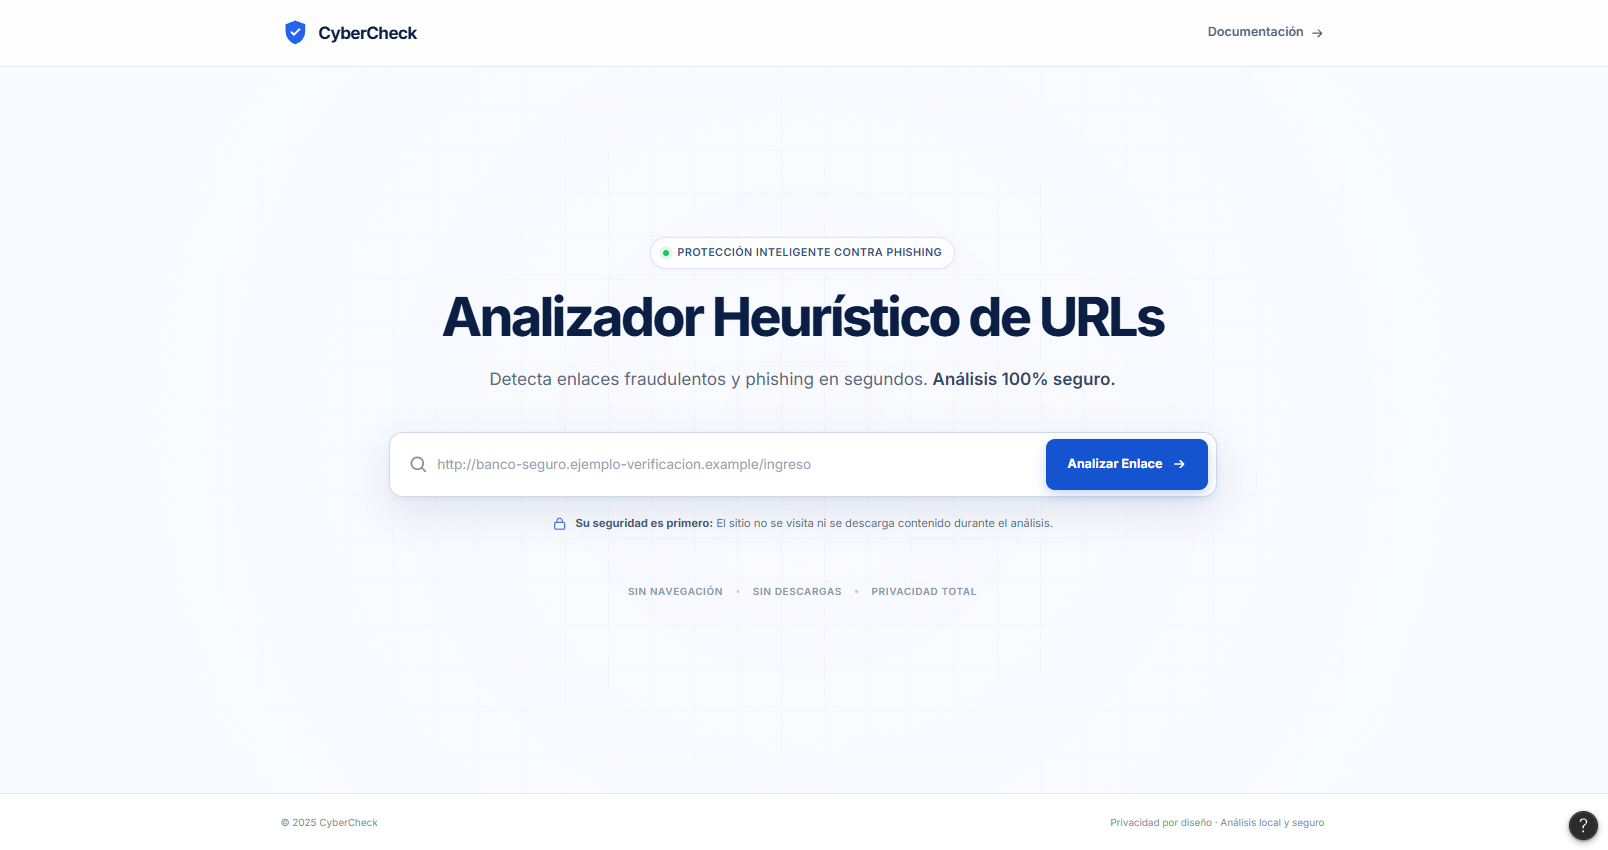 CyberCheck
Documentación →
PROTECCIÓN INTELIGENTE CONTRA PHISHING
Analizador Heurístico de URLs
Detecta enlaces fraudulentos y phishing en segundos. Análisis 100% seguro.
http://banco-seguro.ejemplo-verificacion.example/ingreso
Analizar Enlace →
Su seguridad es primero: El sitio no se visita ni se descarga contenido durante el análisis.
SIN NAVEGACIÓN • SIN DESCARGAS • PRIVACIDAD TOTAL
© 2025 CyberCheck
Privacidad por diseño · Análisis local y seguro
?